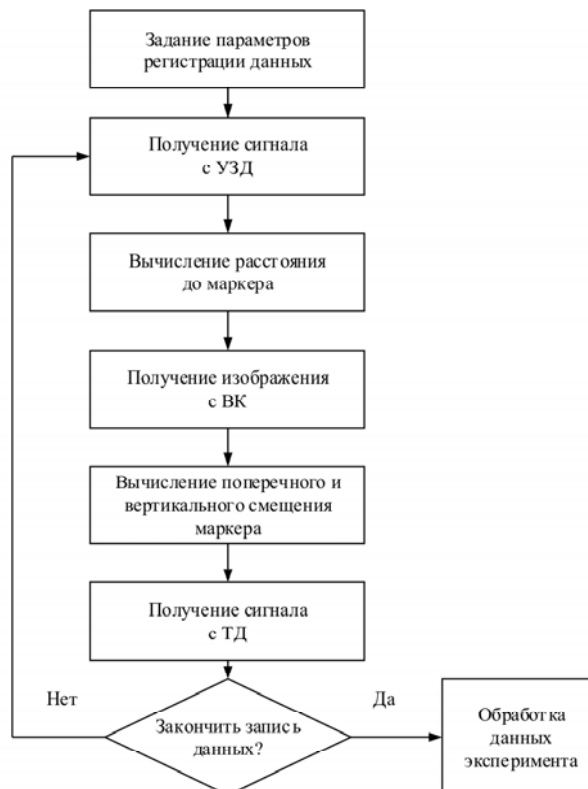 Задание параметров
регистрации данных
Получение сигнала
с УЗД
Вычисление расстояния
до маркера
Получение изображения
с ВК
Вычисление поперечного и
вертикального смещения
маркера
Получение сигнала
с ТД
Нет
Да
Закончить запись
данных?
Обработка
данных
эксперимента